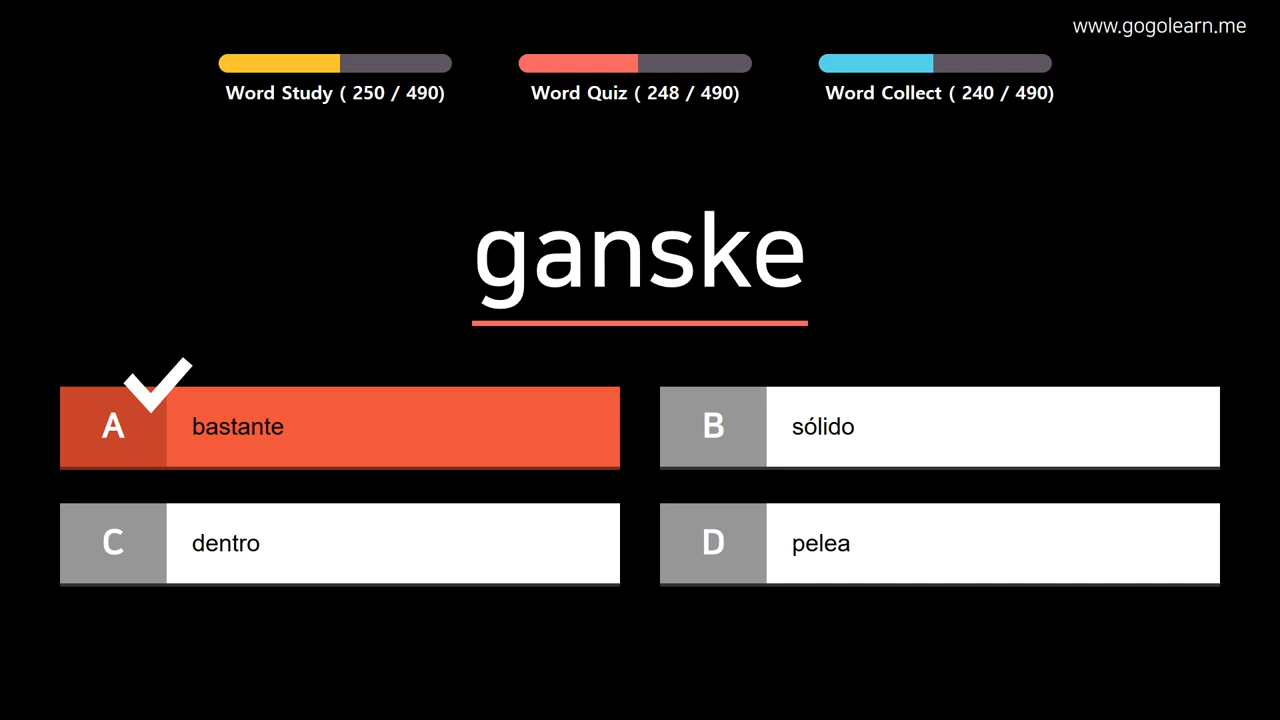 www.gogolearn.me
Word Study ( 250 / 490)
Word Quiz ( 248 / 490)
Word Collect ( 240 / 490)
ganske
A bastante
B sólido
C dentro
D pelea